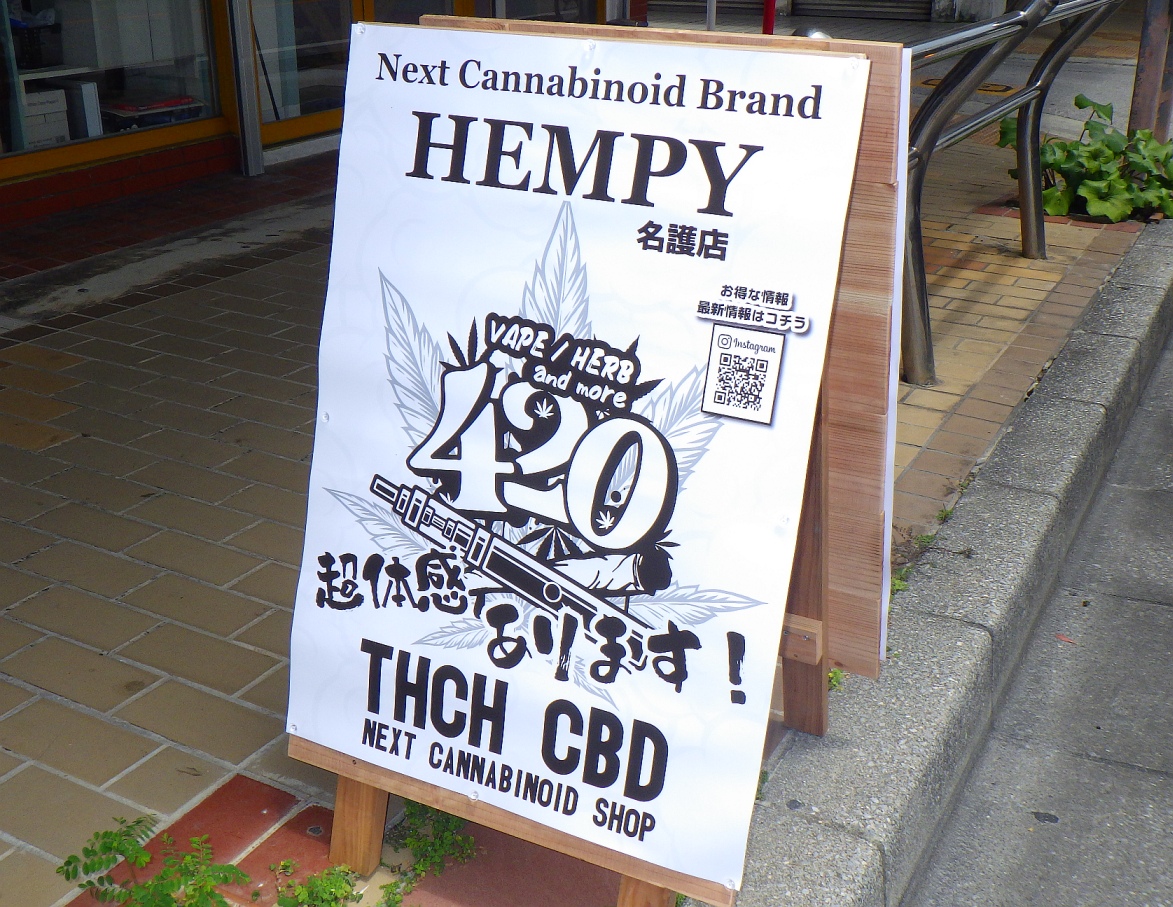 Next Cannabinoid Brand
HEMPY
名護店
お得な情報
最新情報はコチラ
Instagram
VAPE / HERB
and more
420
超体感
あります!
THCH CBD
NEXT CANNABINOID SHOP